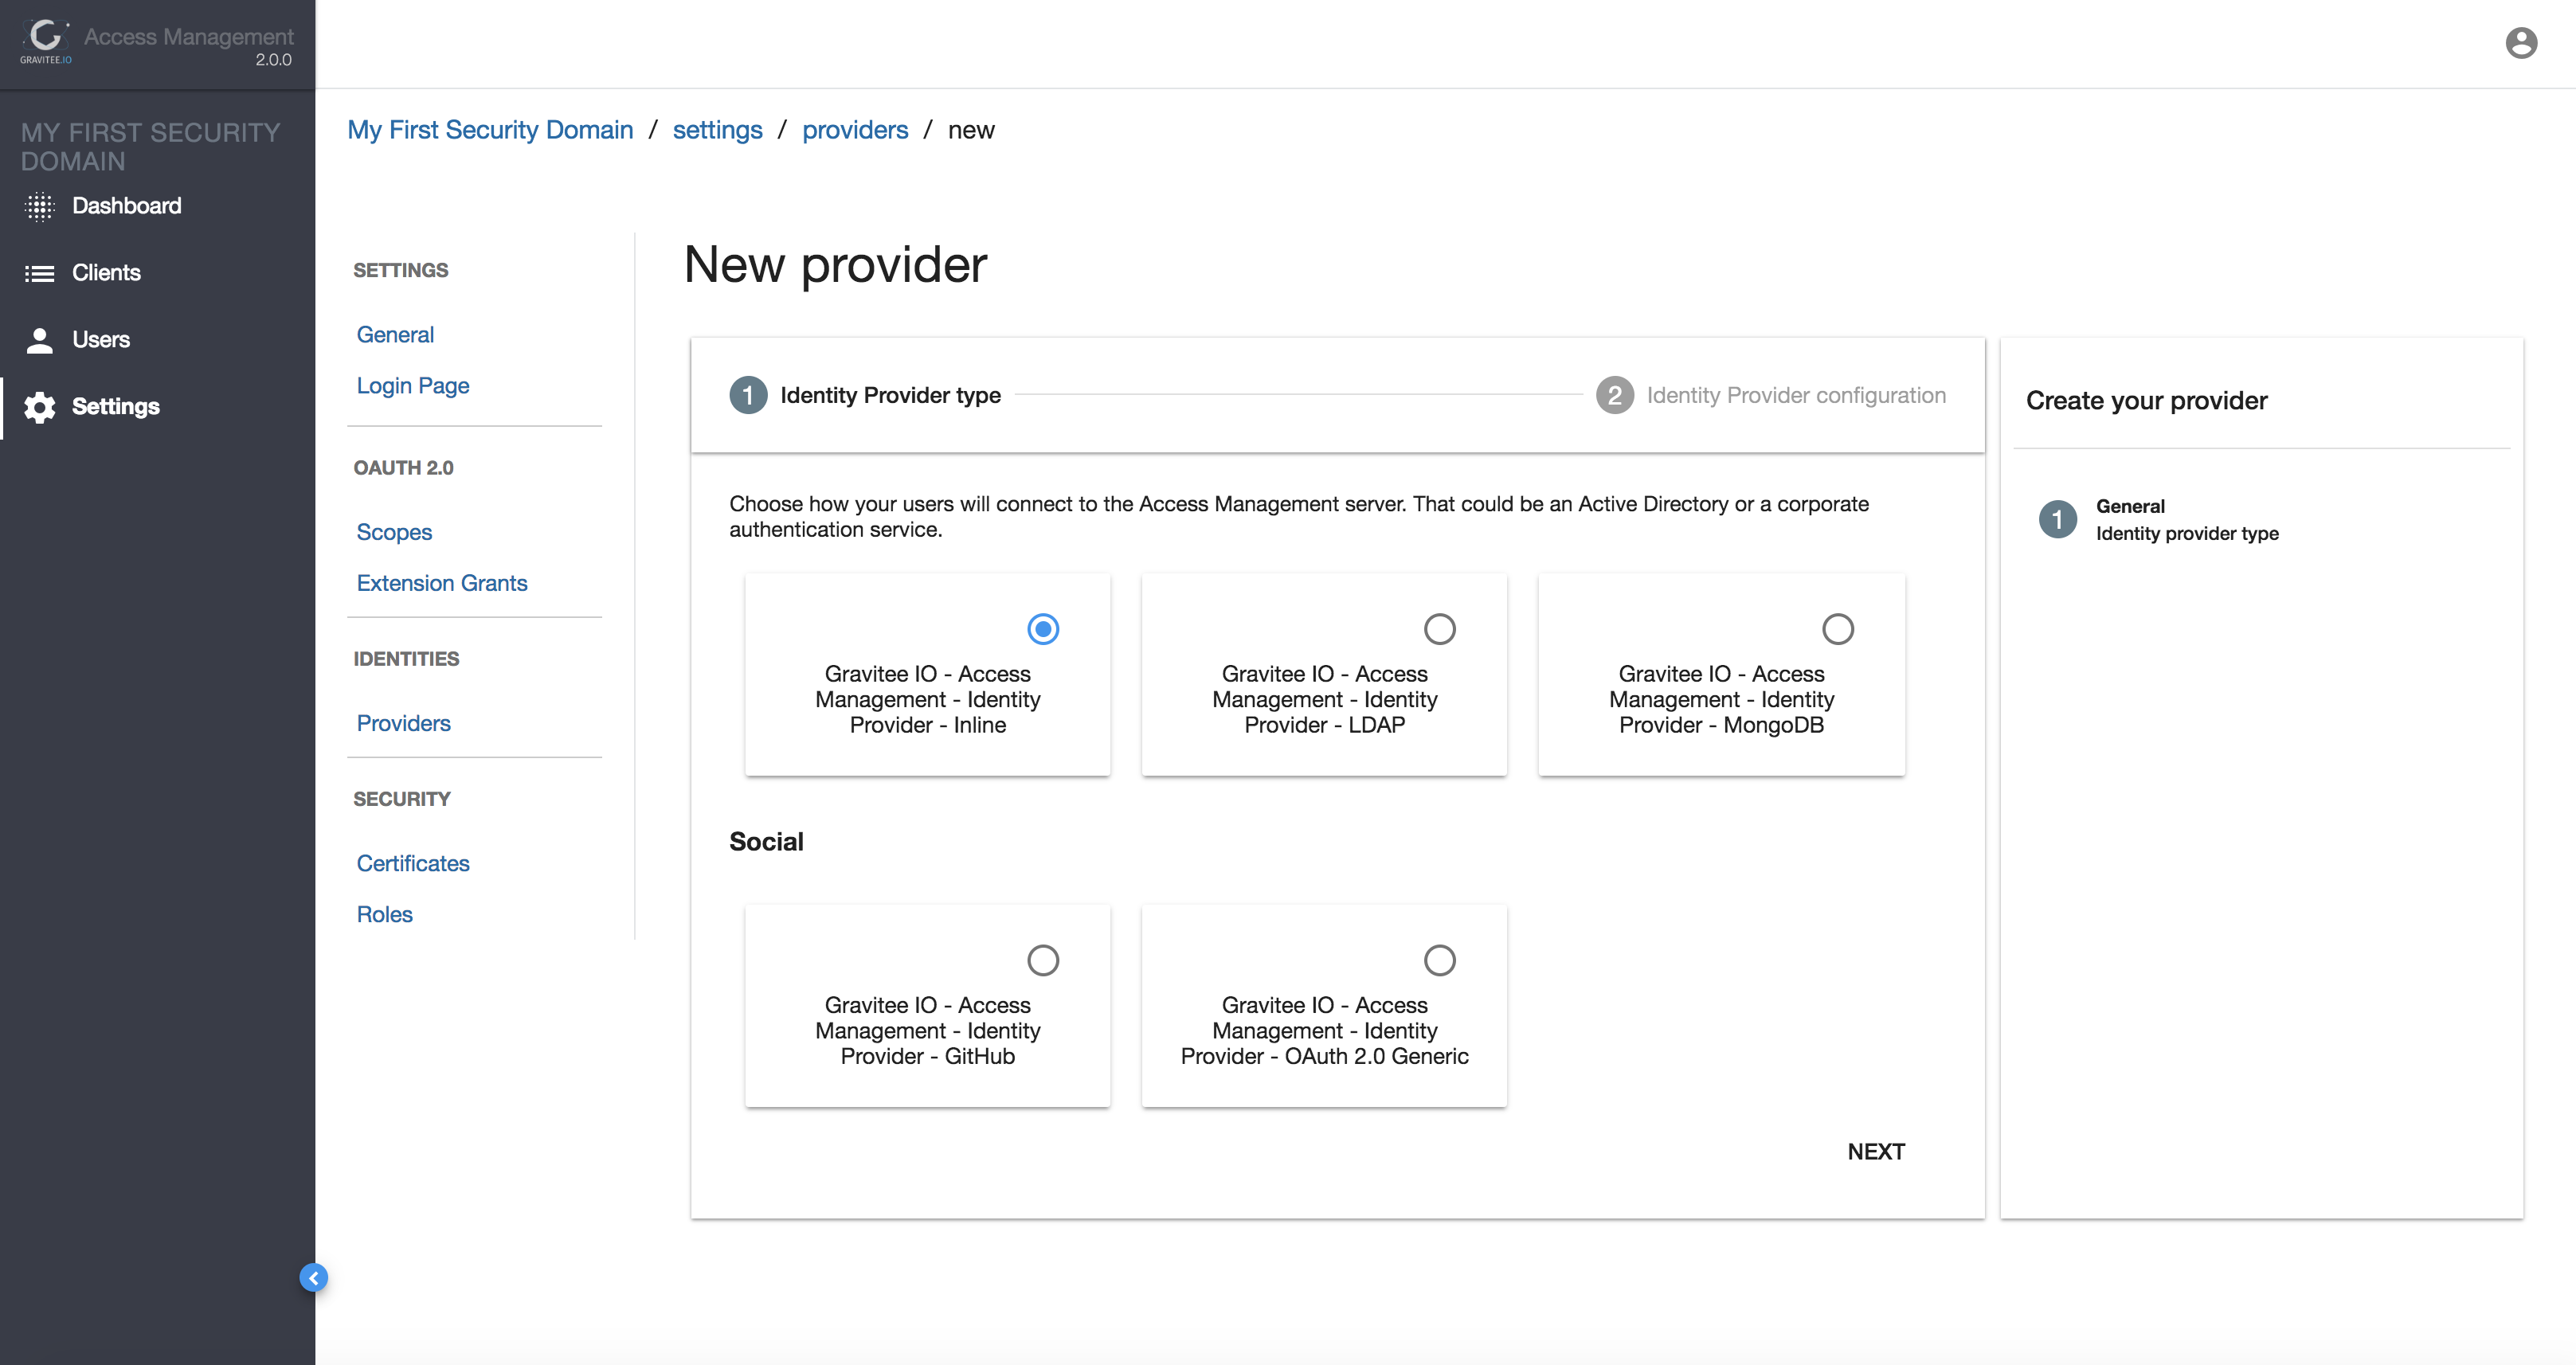 GRAVITEE.IO
Access Management
2.0.0
MY FIRST SECURITY
DOMAIN
Dashboard
Clients
Users
Settings
My First Security Domain / settings / providers / new
SETTINGS
General
Login Page
OAUTH 2.0
Scopes
Extension Grants
IDENTITIES
Providers
SECURITY
Certificates
Roles
New provider
1 Identity Provider type
2 Identity Provider configuration
Choose how your users will connect to the Access Management server. That could be an Active Directory or a corporate
authentication service.
Gravitee IO - Access
Management - Identity
Provider - Inline
Gravitee IO - Access
Management - Identity
Provider - LDAP
Gravitee IO - Access
Management - Identity
Provider - MongoDB
Social
Gravitee IO - Access
Management - Identity
Provider - GitHub
Gravitee IO - Access
Management - Identity
Provider - OAuth 2.0 Generic
NEXT
Create your provider
1
General
Identity provider type